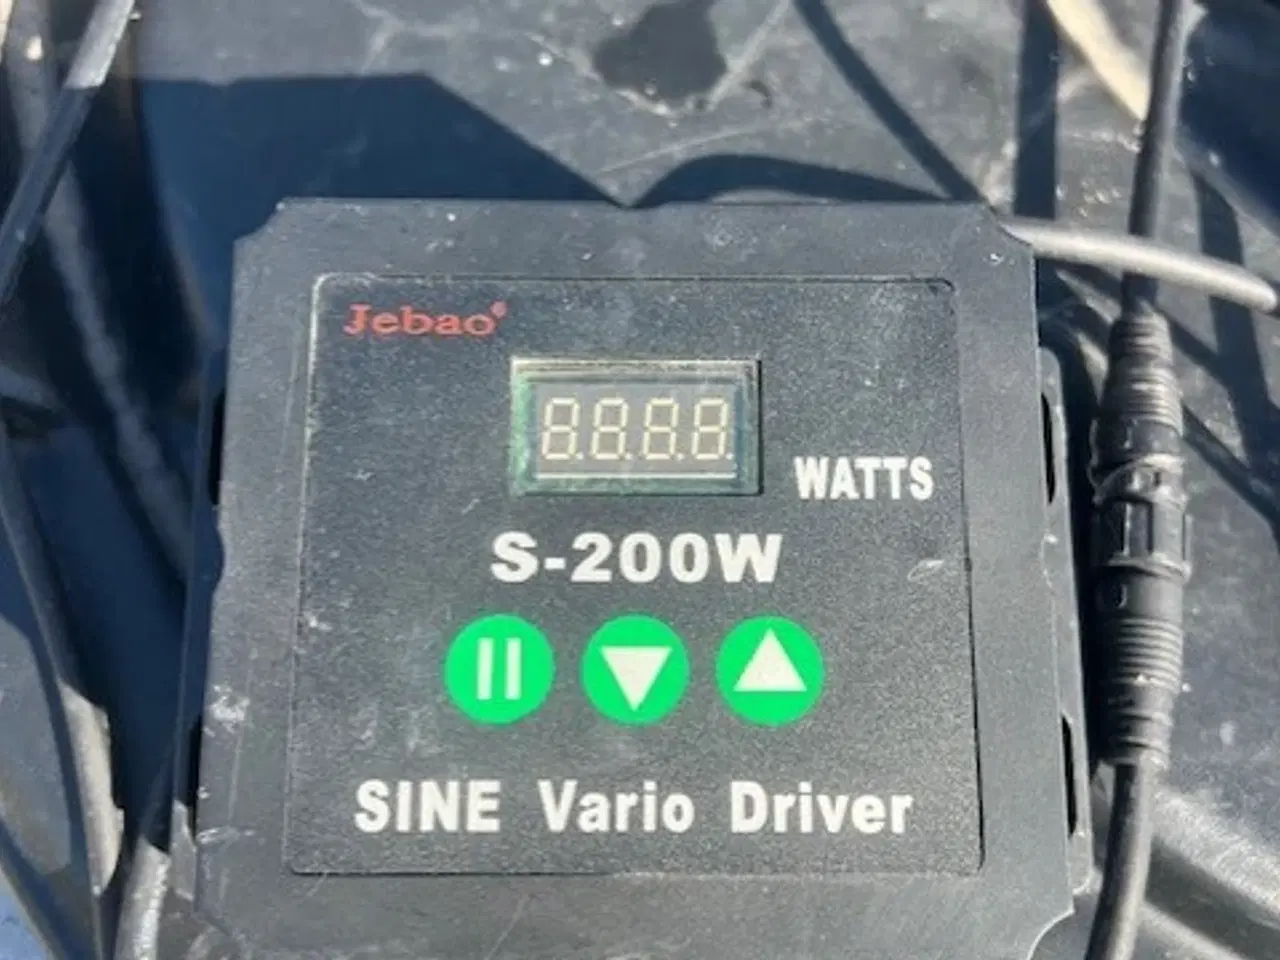 Jebao®
8.8.8.8.
WATTS
S-200W
SINE Vario Driver